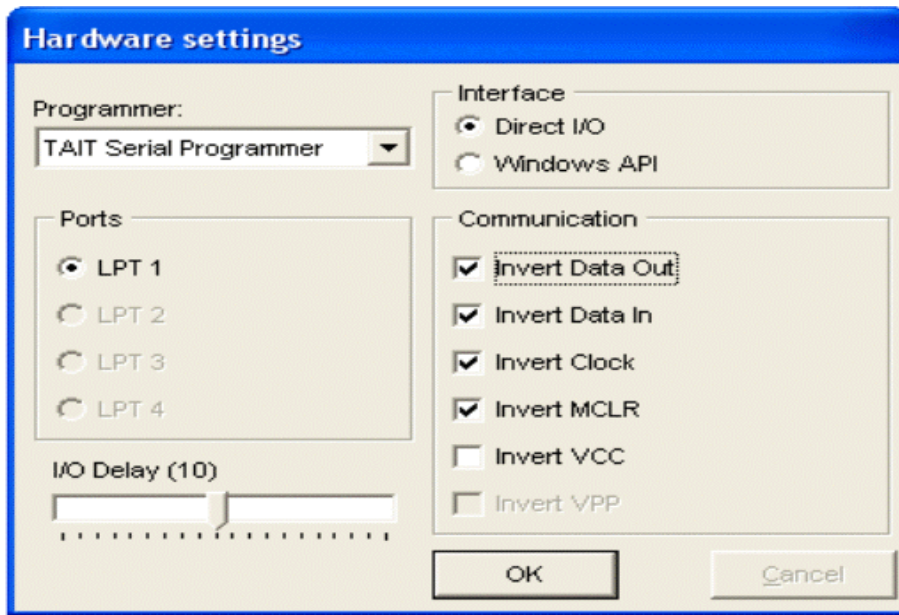 Hardware settings
Programmer:
TAIT Serial Programmer
Interface
Direct I/O
Windows API
Ports
LPT 1
LPT 2
LPT 3
LPT 4
I/O Delay (10)
Communication
Invert Data Out
Invert Data In
Invert Clock
Invert MCLR
Invert VCC
Invert VPP
OK
Cancel